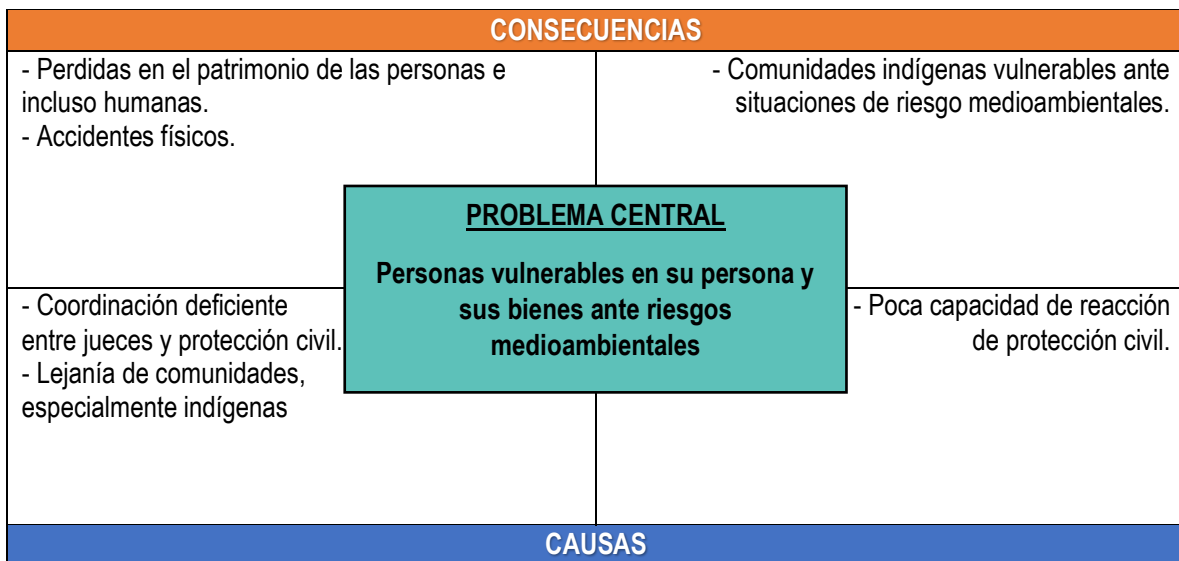 CONSECUENCIAS
- Perdidas en el patrimonio de las personas e
incluso humanas.
- Accidentes físicos.
- Comunidades indígenas vulnerables ante
situaciones de riesgo medioambientales.
PROBLEMA CENTRAL
Personas vulnerables en su persona y
sus bienes ante riesgos
medioambientales
- Coordinación deficiente
entre jueces y protección civil.
- Lejanía de comunidades,
especialmente indígenas
- Poca capacidad de reacción
de protección civil.
CAUSAS